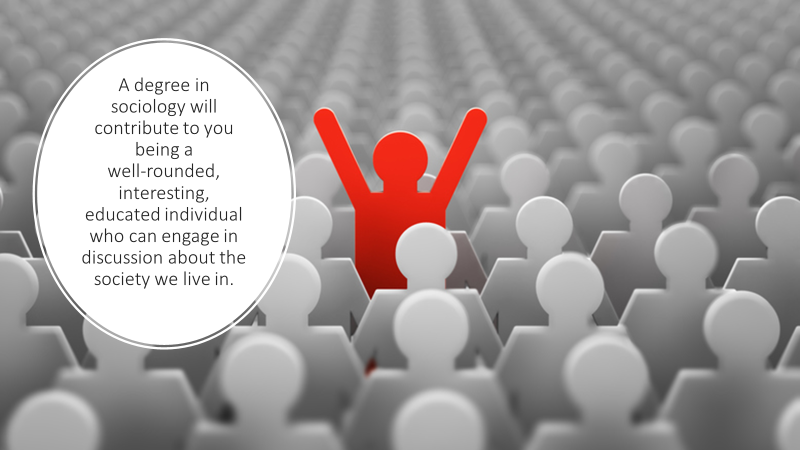 A degree in
sociology will
contribute to you
being a
well-rounded,
interesting,
educated individual
who can engage in
discussion about the
society we live in.